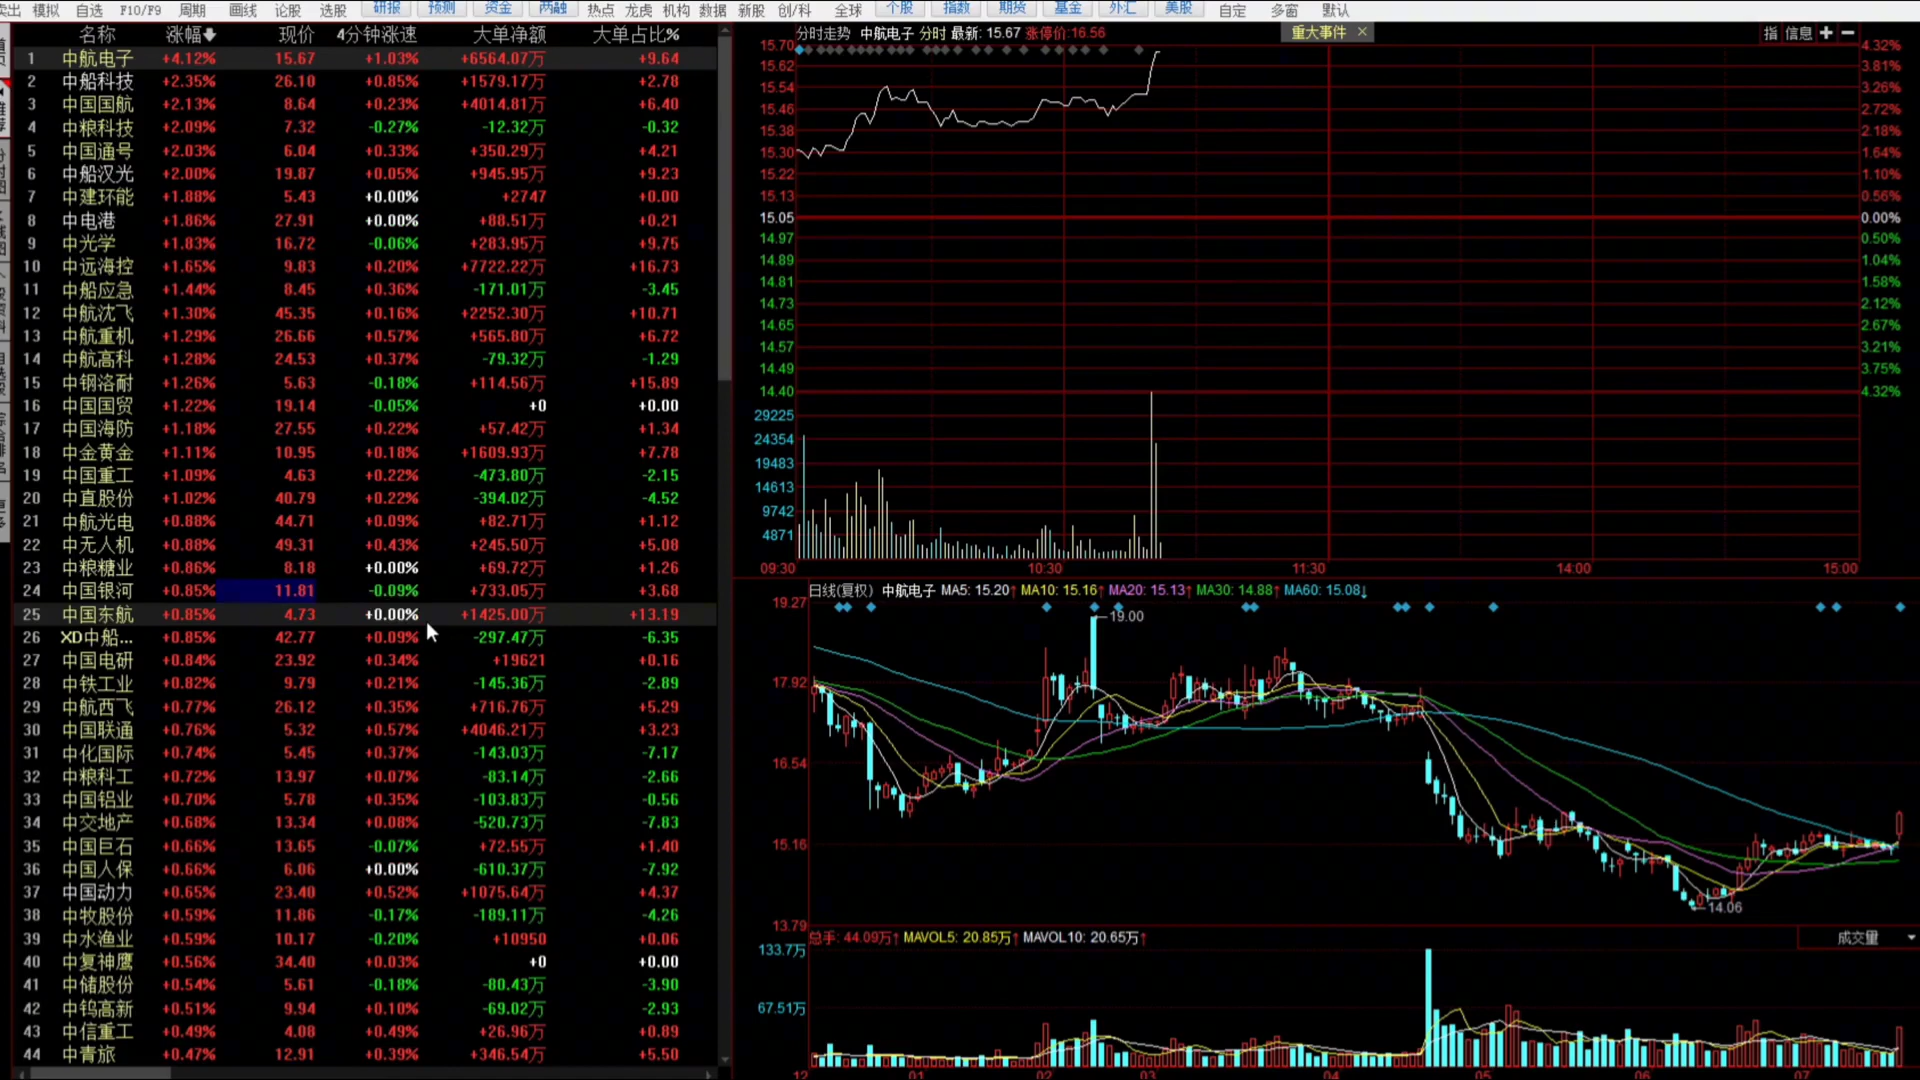 卖出 模拟 自选 F10/F9 周期 画线 论股 选股 研报 预测 资金 两融 热点 龙虎 机构 数据 新股 创/科 全球 个股 指数 期货 基金 外汇 美股 自定 多窗 默认
名称 涨幅 现价 4分钟涨速 大单净额 大单占比%
1 中航电子 +4.12% 15.67 +1.03% +6564.07万 +9.64
2 中船科技 +2.35% 26.10 +0.85% +1579.17万 +2.78
3 中国国航 +2.13% 8.64 +0.23% +4014.81万 +6.40
4 中粮科技 +2.09% 7.32 -0.27% -12.32万 -0.32
5 中国通号 +2.03% 6.04 +0.33% +350.29万 +4.21
6 中船汉光 +2.00% 19.87 +0.05% +945.95万 +9.23
7 中建环能 +1.88% 5.43 +0.00% +2747 +0.00
8 中电港 +1.86% 27.91 +0.00% +88.51万 +0.21
9 中光学 +1.83% 16.72 -0.06% +283.95万 +9.75
10 中远海控 +1.65% 9.83 +0.20% +7722.22万 +16.73
11 中船应急 +1.44% 8.45 +0.36% -171.01万 -3.45
12 中航沈飞 +1.30% 45.35 +0.16% +2252.30万 +10.71
13 中航重机 +1.29% 26.66 +0.57% +565.80万 +6.72
14 中航高科 +1.28% 24.53 +0.37% -79.32万 -1.29
15 中钢洛耐 +1.26% 5.63 -0.18% +114.56万 +15.89
16 中国国贸 +1.22% 19.14 -0.05% +0 +0.00
17 中国海防 +1.18% 27.55 +0.22% +57.42万 +1.34
18 中金黄金 +1.11% 10.95 +0.18% +1609.93万 +7.78
19 中国重工 +1.09% 4.63 +0.22% -473.80万 -2.15
20 中直股份 +1.02% 40.79 +0.22% -394.02万 -4.52
21 中航光电 +0.88% 44.71 +0.09% +82.71万 +1.12
22 中无人机 +0.88% 49.31 +0.43% +245.50万 +5.08
23 中粮糖业 +0.86% 8.18 +0.00% +69.72万 +1.26
24 中国银河 +0.85% 11.81 -0.09% +733.05万 +3.68
25 中国东航 +0.85% 4.73 +0.00% +1425.00万 +13.19
26 XD中船... +0.85% 42.77 +0.09% -297.47万 -6.35
27 中国电研 +0.84% 23.92 +0.34% +19621 +0.16
28 中铁工业 +0.82% 9.79 +0.21% -145.36万 -2.89
29 中航西飞 +0.77% 26.12 +0.35% +716.76万 +5.29
30 中国联通 +0.76% 5.32 +0.57% +4046.21万 +3.23
31 中化国际 +0.74% 5.45 +0.37% -143.03万 -7.17
32 中粮科工 +0.72% 13.97 +0.07% -83.14万 -2.66
33 中国铝业 +0.70% 5.78 +0.35% -103.83万 -0.56
34 中交地产 +0.68% 13.34 +0.08% -520.73万 -7.83
35 中国巨石 +0.66% 13.65 -0.07% +72.55万 +1.40
36 中国人保 +0.66% 6.06 +0.00% -610.37万 -7.92
37 中国动力 +0.65% 23.40 +0.52% +1075.64万 +4.37
38 中牧股份 +0.59% 11.86 -0.17% -189.11万 -4.26
39 中水渔业 +0.59% 10.17 -0.20% +10950 +0.06
40 中复神鹰 +0.56% 34.40 +0.03% +0 +0.00
41 中储股份 +0.54% 5.61 -0.18% -80.43万 -3.90
42 中钨高新 +0.51% 9.94 +0.10% -69.02万 -2.93
43 中信重工 +0.49% 4.08 +0.49% +26.96万 +0.89
44 中青旅 +0.47% 12.91 +0.39% +346.54万 +5.50
分时走势 中航电子 分时 最新: 15.67 涨停价:16.56
重大事件 ×
指 信息 + −
15.70 4.32%
15.62 3.81%
15.54 3.26%
15.46 2.72%
15.38 2.18%
15.30 1.64%
15.22 1.10%
15.13 0.56%
15.05 0.00%
14.97 0.50%
14.89 1.04%
14.81 1.58%
14.73 2.12%
14.65 2.67%
14.57 3.21%
14.49 3.75%
14.40 4.32%
29225
24354
19483
14613
9742
4871
09:30 10:30 11:30 14:00 15:00
日线(复权) 中航电子 MA5: 15.20↑ MA10: 15.16↑ MA20: 15.13↑ MA30: 14.88↑ MA60: 15.08↓
19.27
19.00
17.92
16.54
15.16
14.06
13.79
总手: 44.09万↑ MAVOL5: 20.85万↑ MAVOL10: 20.65万↑
成交量
133.7万
67.51万
12 01 02 03 04 05 06 07